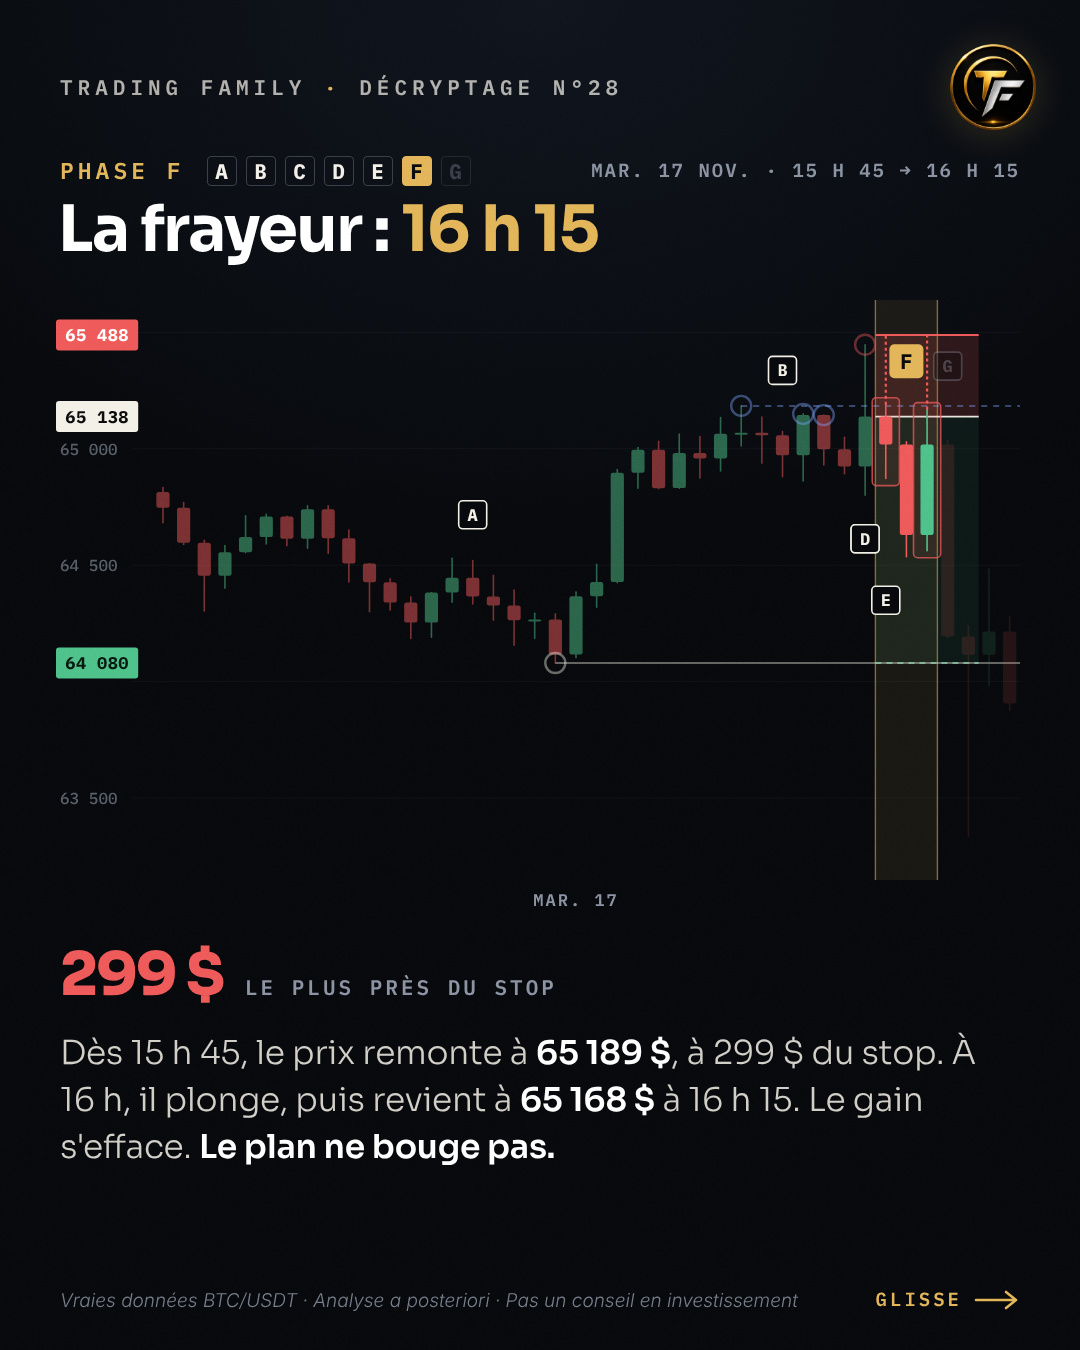 TRADING FAMILY · DÉCRYPTAGE N°28
TF
PHASE F A B C D E F G
MAR. 17 NOV. · 15 H 45 → 16 H 15
La frayeur : 16 h 15
65 488
65 138
65 000
64 500
64 080
63 500
A
B
D
E
F
G
MAR. 17
299 $ LE PLUS PRÈS DU STOP
Dès 15 h 45, le prix remonte à 65 189 $, à 299 $ du stop. À
16 h, il plonge, puis revient à 65 168 $ à 16 h 15. Le gain
s'efface. Le plan ne bouge pas.
Vraies données BTC/USDT · Analyse a posteriori · Pas un conseil en investissement
GLISSE →